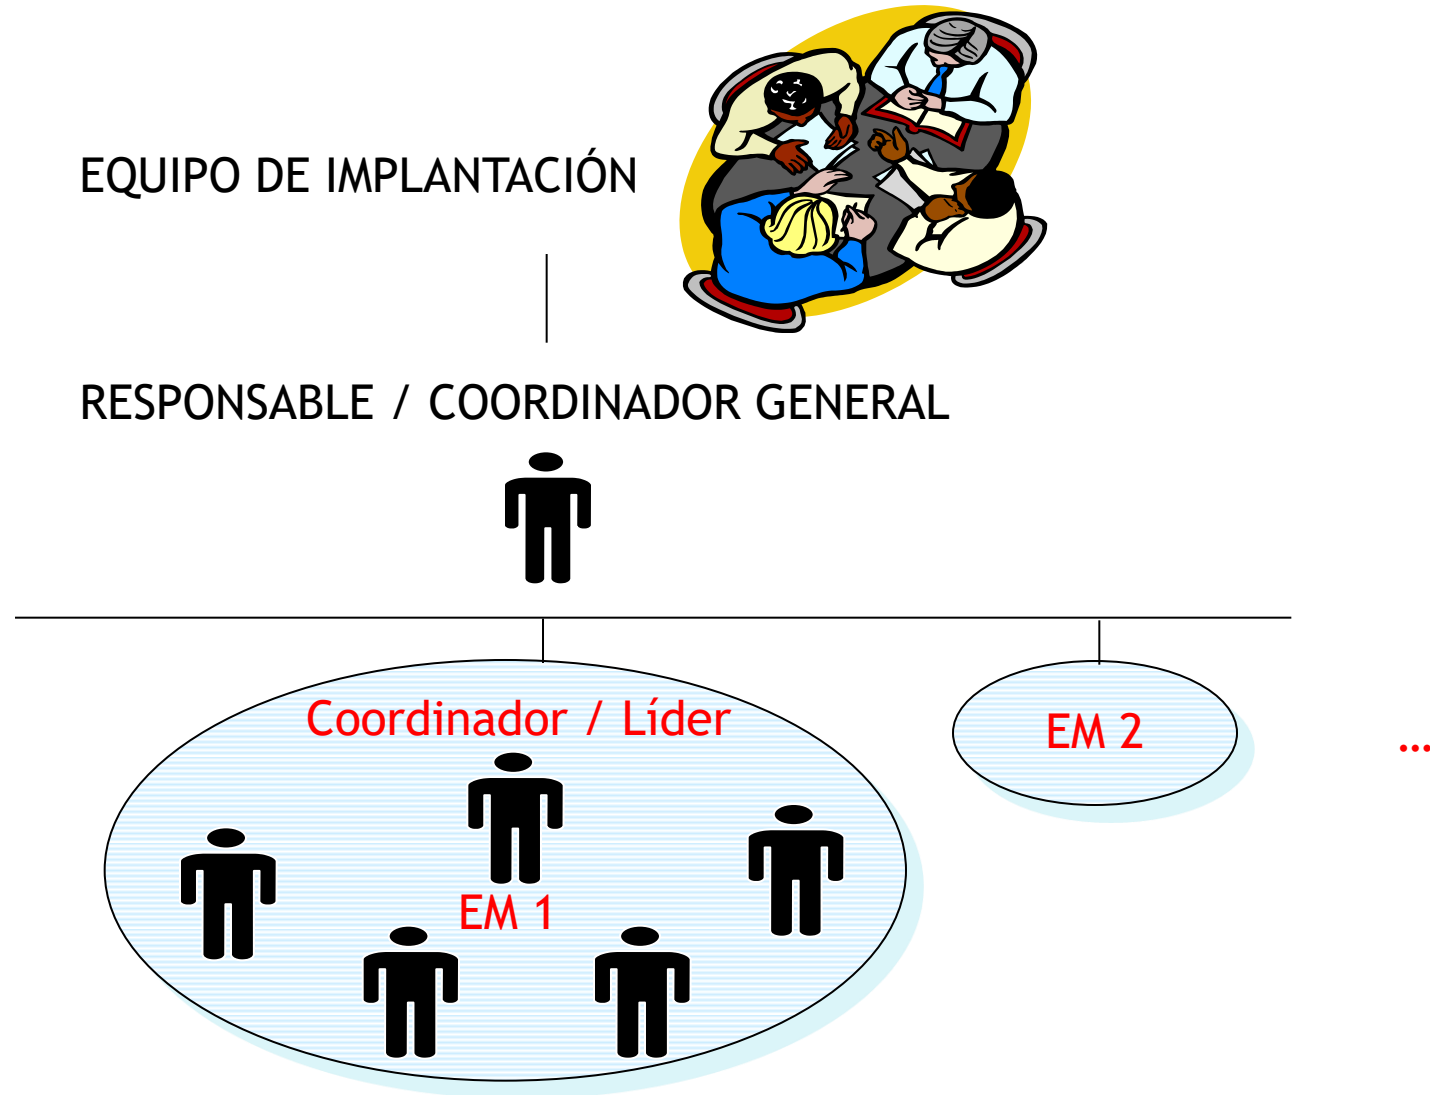 EQUIPO DE IMPLANTACIÓN
RESPONSABLE / COORDINADOR GENERAL
Coordinador / Líder
EM 1
EM 2
...